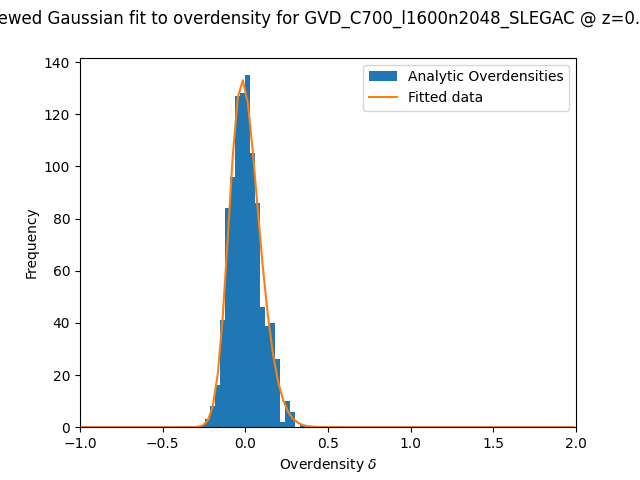 ewed Gaussian fit to overdensity for GVD_C700_l1600n2048_SLEGAC @ z=0.
140
120
100
80
60
40
20
0
Frequency
Analytic Overdensities
Fitted data
−1.0 −0.5 0.0 0.5 1.0 1.5 2.0
Overdensity δ